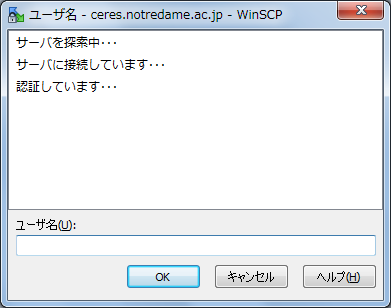 ユーザ名 - ceres.notredame.ac.jp - WinSCP
サーバを探索中･･･
サーバに接続しています･･･
認証しています･･･
ユーザ名(U):
OK キャンセル ヘルプ(H)